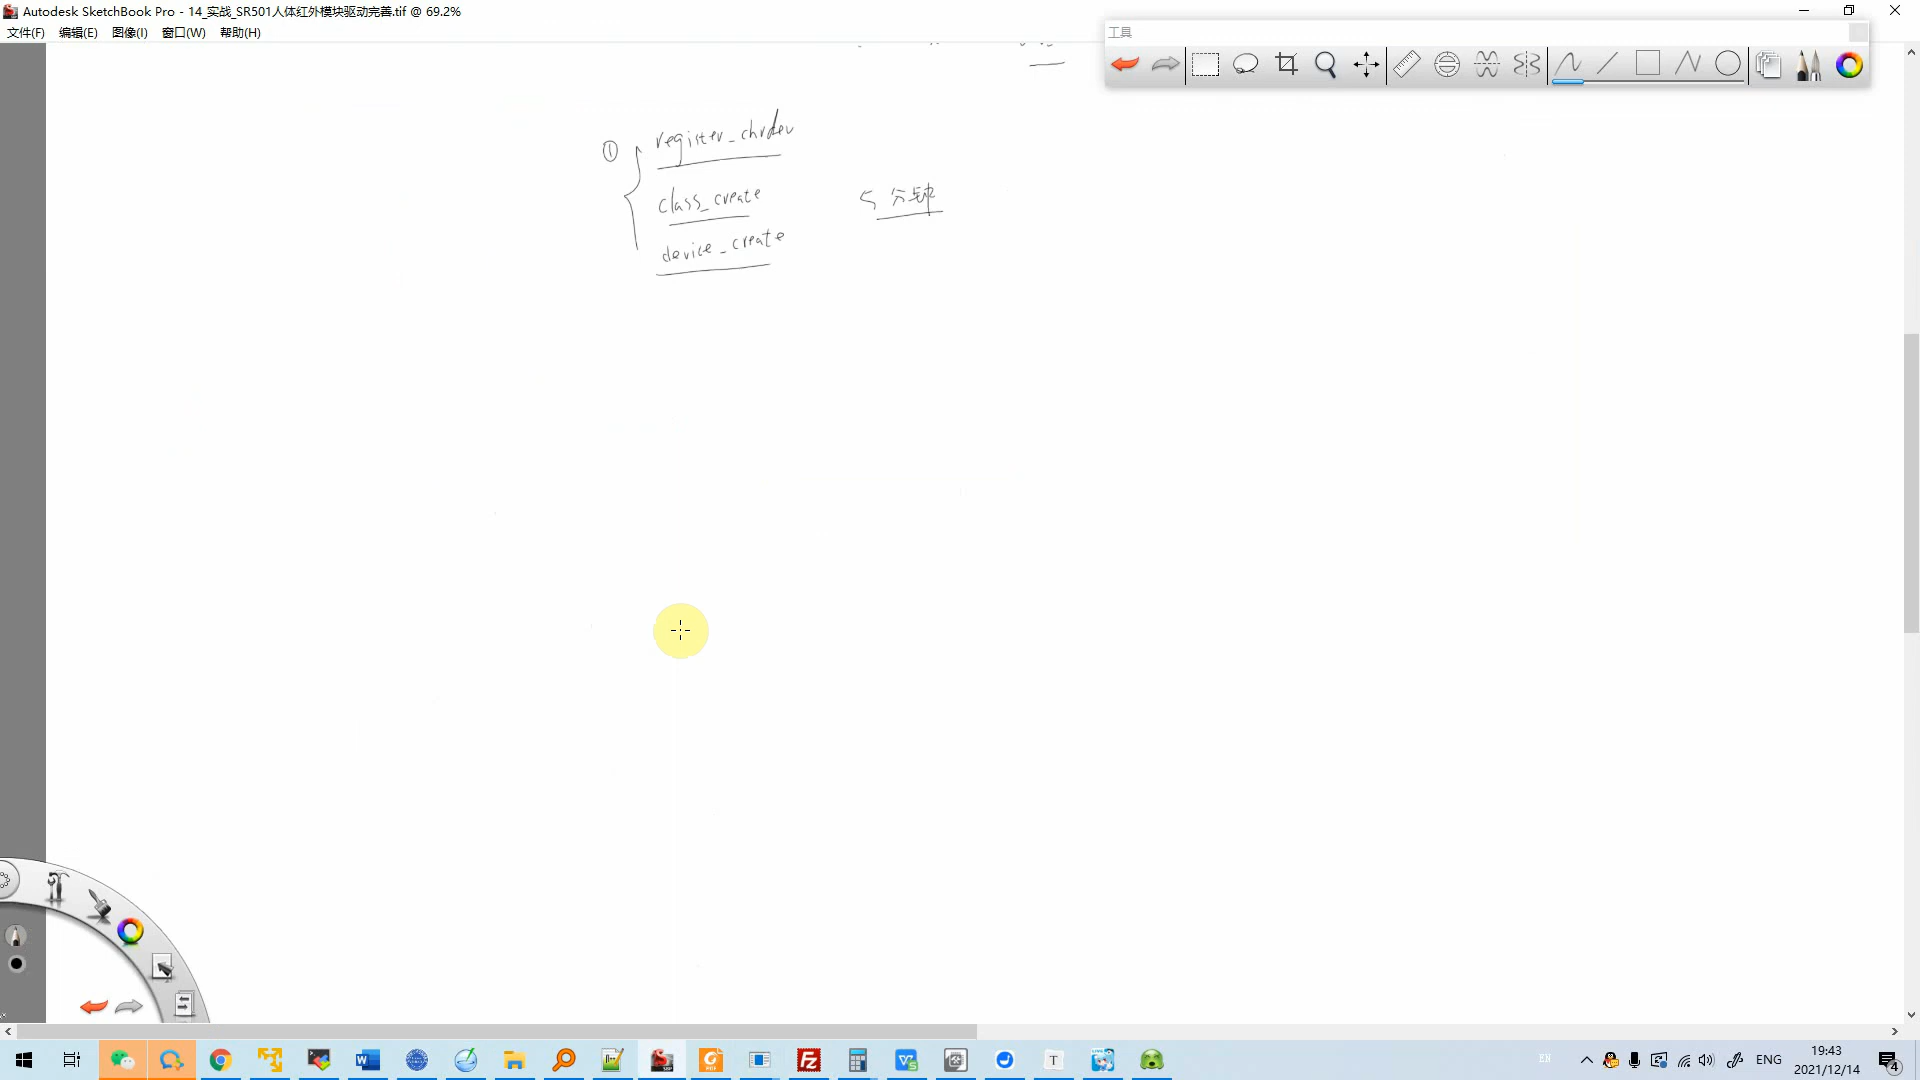 Autodesk SketchBook Pro - 14_实战_SR501人体红外模块驱动完善.tif @ 69.2%
文件(F) 编辑(E) 图像(I) 窗口(W) 帮助(H)
工具
① register_chrdev
class_create
5分钟
device_create
EN
ENG
19:43
2021/12/14
4